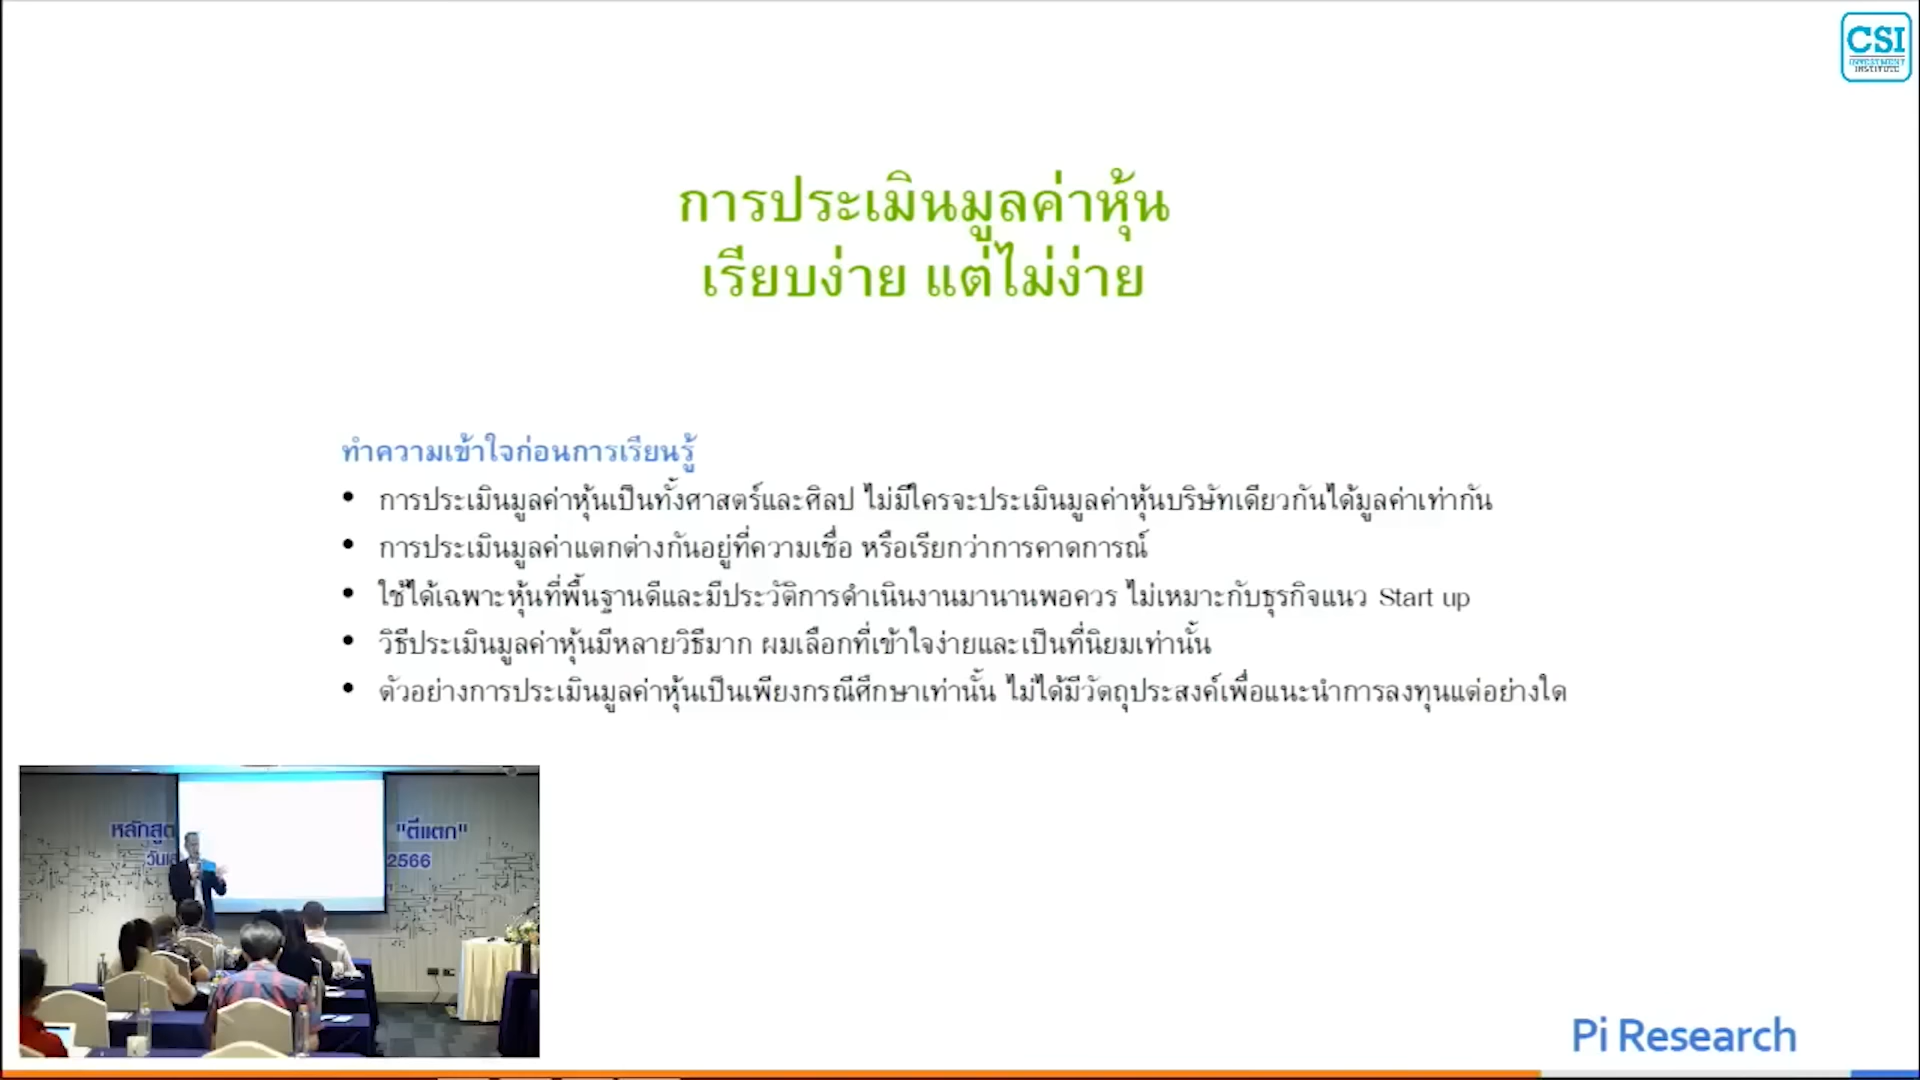 CSI
INVESTMENT
INSTITUTE
การประเมินมูลค่าหุ้น
เรียบง่าย แต่ไม่ง่าย
ทำความเข้าใจก่อนการเรียนรู้
• การประเมินมูลค่าหุ้นเป็นทั้งศาสตร์และศิลป ไม่มีใครจะประเมินมูลค่าหุ้นบริษัทเดียวกันได้มูลค่าเท่ากัน
• การประเมินมูลค่าแตกต่างกันอยู่ที่ความเชื่อ หรือเรียกว่าการคาดการณ์
• ใช้ได้เฉพาะหุ้นที่พื้นฐานดีและมีประวัติการดำเนินงานมานานพอควร ไม่เหมาะกับธุรกิจแนว Start up
• วิธีประเมินมูลค่าหุ้นมีหลายวิธีมาก ผมเลือกที่เข้าใจง่ายและเป็นที่นิยมเท่านั้น
• ตัวอย่างการประเมินมูลค่าหุ้นเป็นเพียงกรณีศึกษาเท่านั้น ไม่ได้มีวัตถุประสงค์เพื่อแนะนำการลงทุนแต่อย่างใด
"ตีแตก"
2566
Pi Research